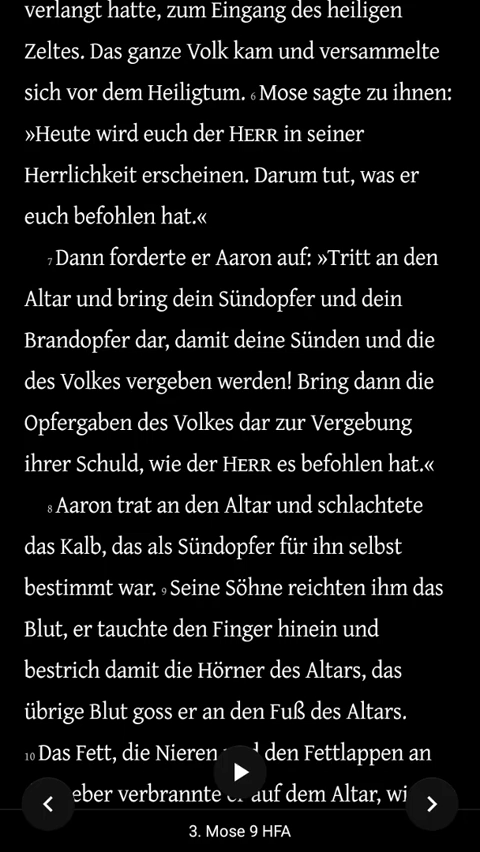 verlangt hatte, zum Eingang des heiligen
Zeltes. Das ganze Volk kam und versammelte
sich vor dem Heiligtum. 6 Mose sagte zu ihnen:
»Heute wird euch der HERR in seiner
Herrlichkeit erscheinen. Darum tut, was er
euch befohlen hat.«
7 Dann forderte er Aaron auf: »Tritt an den
Altar und bring dein Sündopfer und dein
Brandopfer dar, damit deine Sünden und die
des Volkes vergeben werden! Bring dann die
Opfergaben des Volkes dar zur Vergebung
ihrer Schuld, wie der HERR es befohlen hat.«
8 Aaron trat an den Altar und schlachtete
das Kalb, das als Sündopfer für ihn selbst
bestimmt war. 9 Seine Söhne reichten ihm das
Blut, er tauchte den Finger hinein und
bestrich damit die Hörner des Altars, das
übrige Blut goss er an den Fuß des Altars.
10 Das Fett, die Nieren und den Fettlappen an
verbrannte er auf dem Altar,
3. Mose 9 HFA